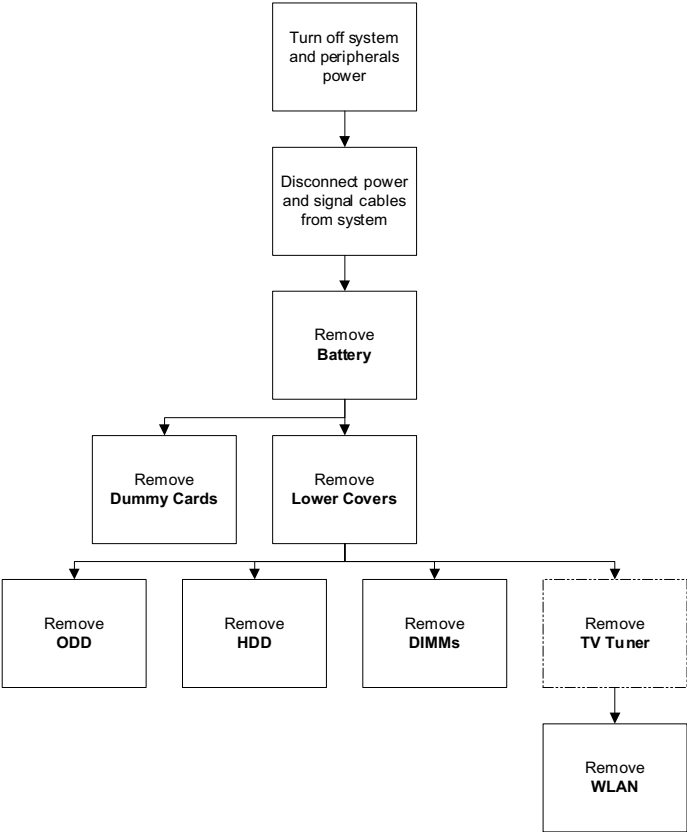 Turn off system
and peripherals
power
Disconnect power
and signal cables
from system
Remove
Battery
Remove
Dummy Cards
Remove
Lower Covers
Remove
ODD
Remove
HDD
Remove
DIMMs
Remove
TV Tuner
Remove
WLAN